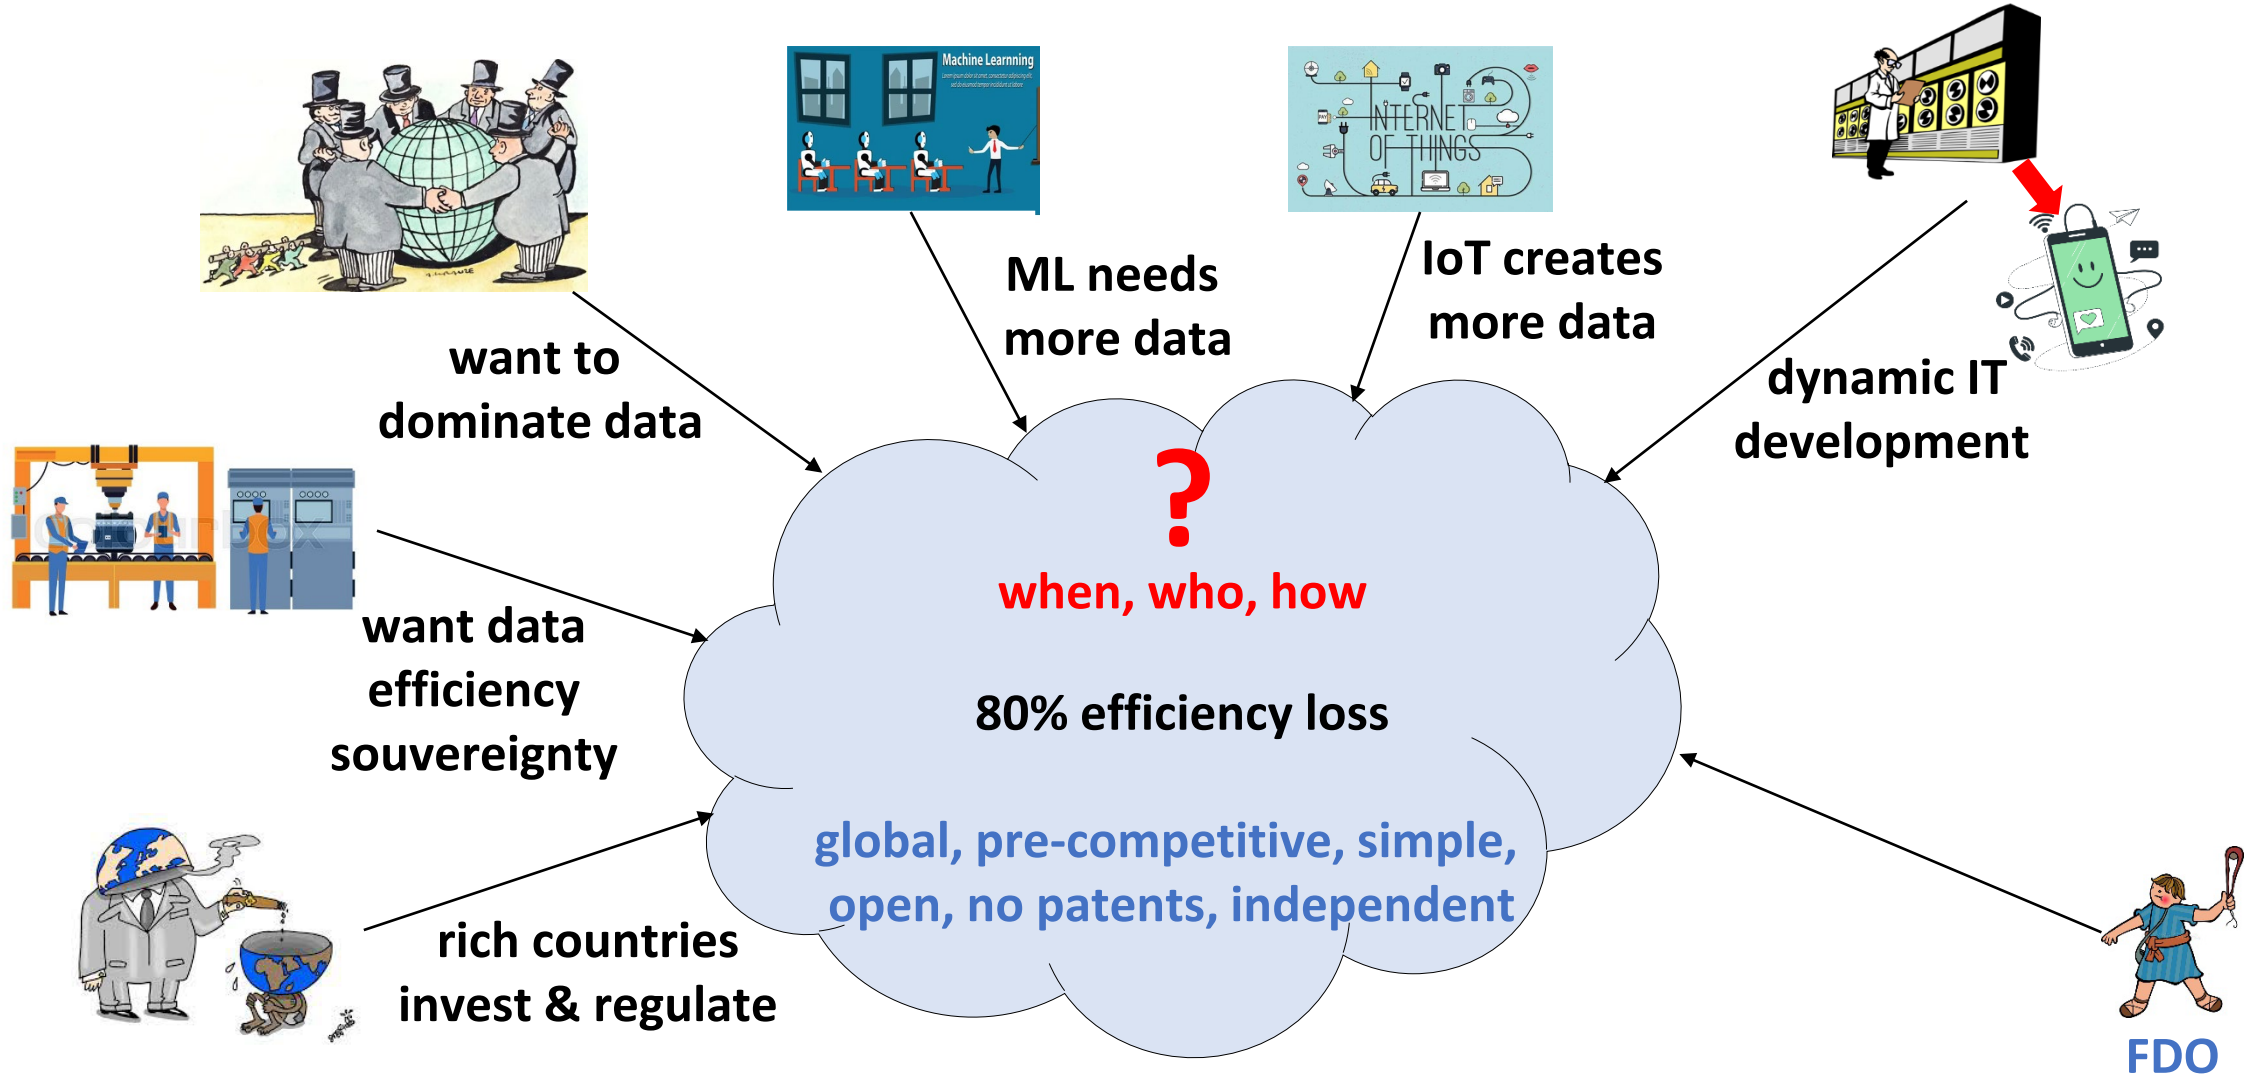 Machine Learnning
INTERNET
OF THINGS
PAY
want to
dominate data
ML needs
more data
IoT creates
more data
dynamic IT
development
want data
efficiency
souvereignty
rich countries
invest & regulate
?
when, who, how
80% efficiency loss
global, pre-competitive, simple,
open, no patents, independent
FDO